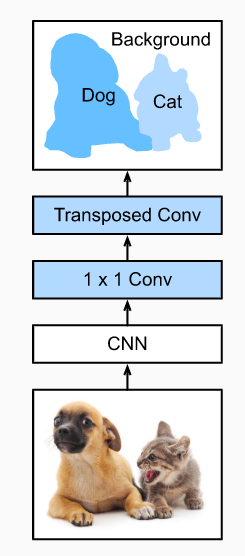 Background
Dog
Cat
Transposed Conv
1 x 1 Conv
CNN